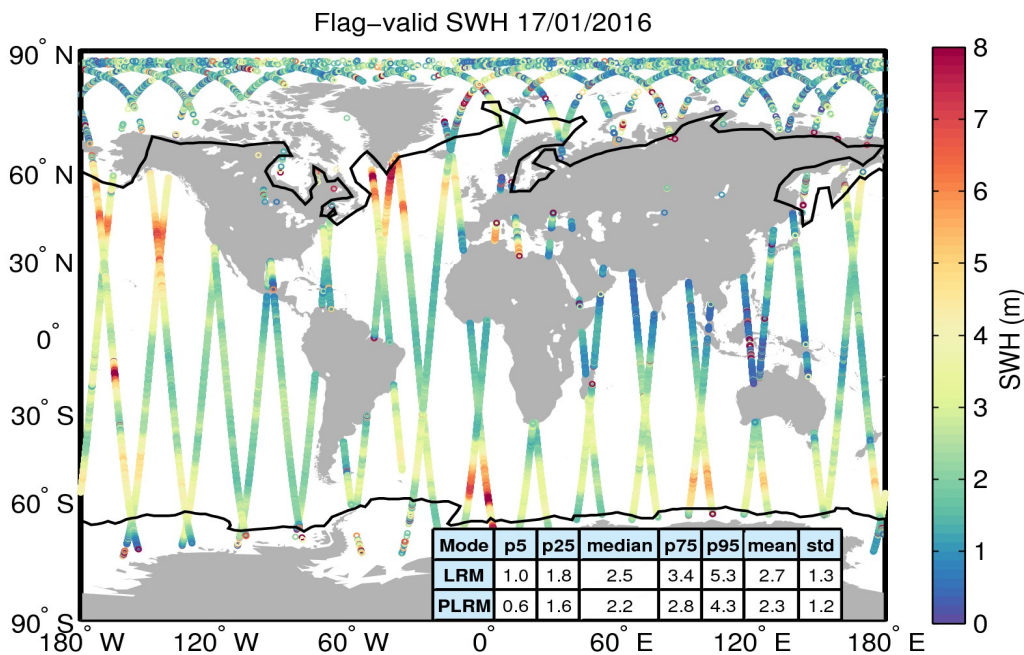 Flag−valid SWH 17/01/2016
90° N
60° N
30° N
0°
30° S
60° S
90° S
180° W
120° W
60° W
0°
60° E
120° E
180° E
8
7
6
5
4
3
2
1
0
SWH (m)
Mode p5 p25 median p75 p95 mean std
LRM 1.0 1.8 2.5 3.4 5.3 2.7 1.3
PLRM 0.6 1.6 2.2 2.8 4.3 2.3 1.2